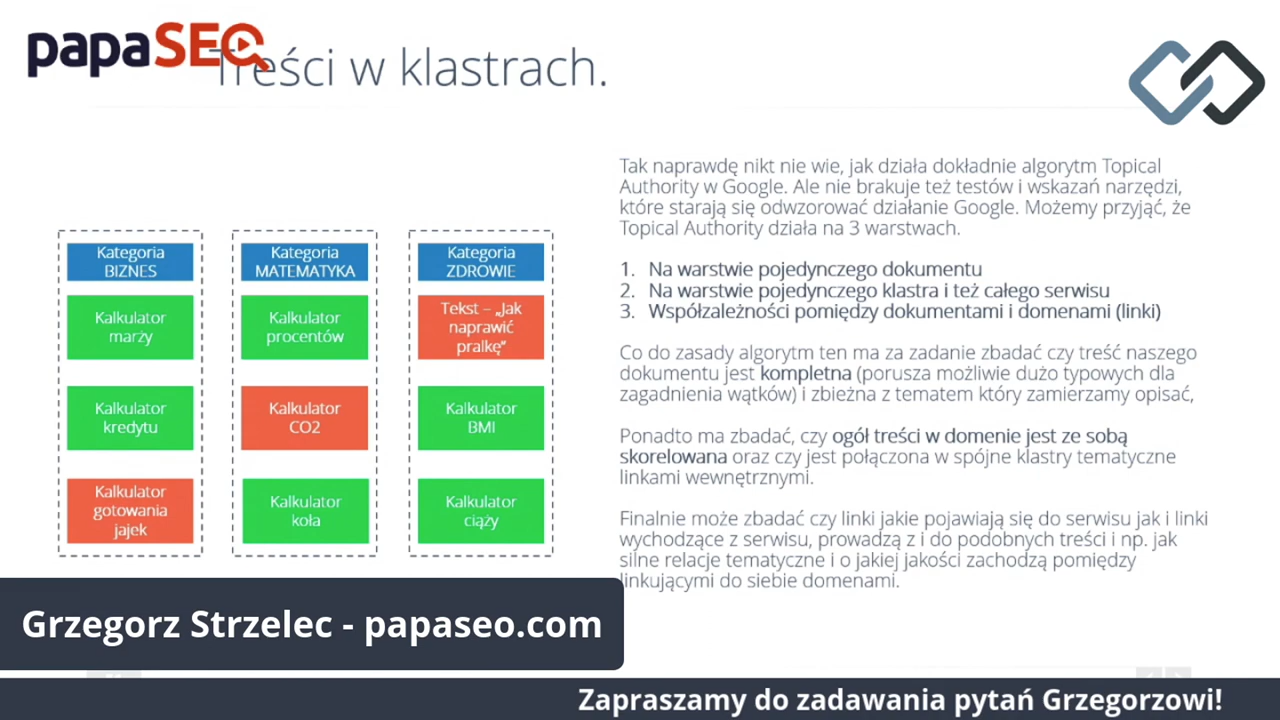 papaSEO
Treści w klastrach.
Kategoria
BIZNES
Kalkulator
marży
Kalkulator
kredytu
Kalkulator
gotowania
jajek
Kategoria
MATEMATYKA
Kalkulator
procentów
Kalkulator
CO2
Kalkulator
koła
Kategoria
ZDROWIE
Tekst – „Jak
naprawić
pralkę”
Kalkulator
BMI
Kalkulator
ciąży
Tak naprawdę nikt nie wie, jak działa dokładnie algorytm Topical
Authority w Google. Ale nie brakuje też testów i wskazań narzędzi,
które starają się odwzorować działanie Google. Możemy przyjąć, że
Topical Authority działa na 3 warstwach.
1. Na warstwie pojedynczego dokumentu
2. Na warstwie pojedynczego klastra i też całego serwisu
3. Współzależności pomiędzy dokumentami i domenami (linki)
Co do zasady algorytm ten ma za zadanie zbadać czy treść naszego
dokumentu jest kompletna (porusza możliwie dużo typowych dla
zagadnienia wątków) i zbieżna z tematem który zamierzamy opisać,
Ponadto ma zbadać, czy ogół treści w domenie jest ze sobą
skorelowana oraz czy jest połączona w spójne klastry tematyczne
linkami wewnętrznymi.
Finalnie może zbadać czy linki jakie pojawiają się do serwisu jak i linki
wychodzące z serwisu, prowadzą z i do podobnych treści i np. jak
silne relacje tematyczne i o jakiej jakości zachodzą pomiędzy
linkującymi do siebie domenami.
Grzegorz Strzelec - papaseo.com
Zapraszamy do zadawania pytań Grzegorzowi!